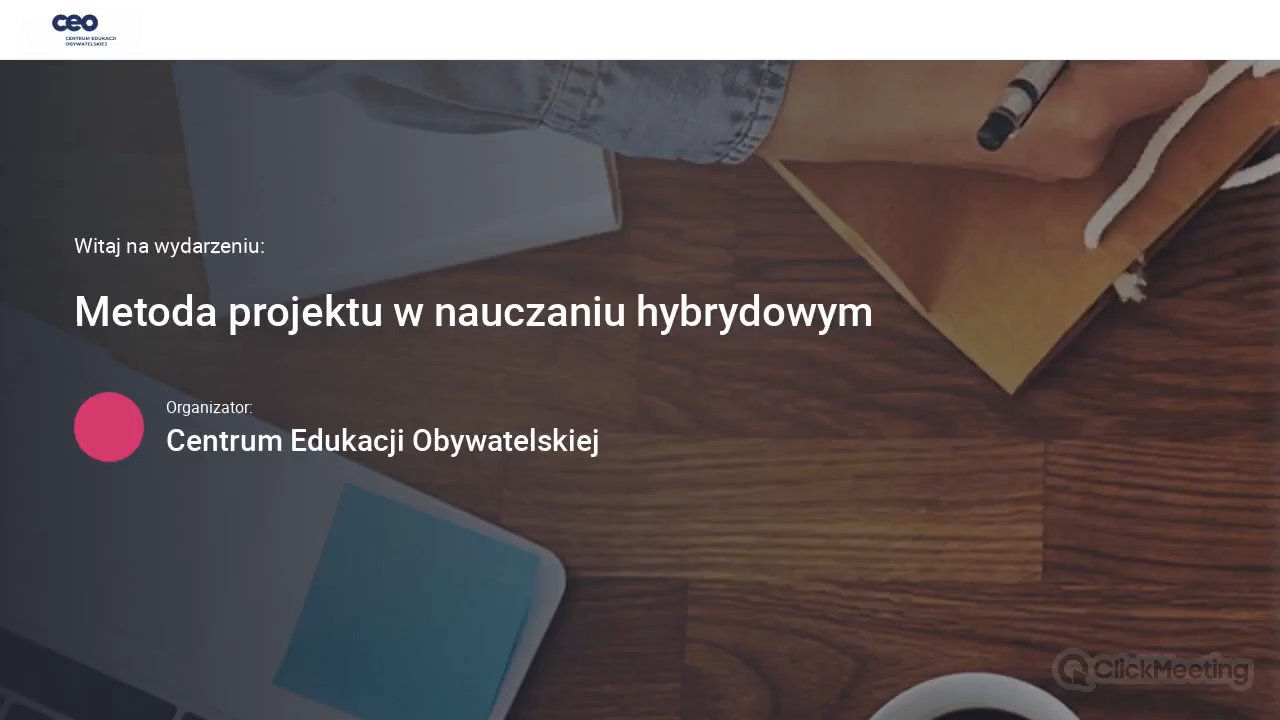 ceo
CENTRUM EDUKACJI
OBYWATELSKIEJ
Witaj na wydarzeniu:
Metoda projektu w nauczaniu hybrydowym
Organizator:
Centrum Edukacji Obywatelskiej
ClickMeeting